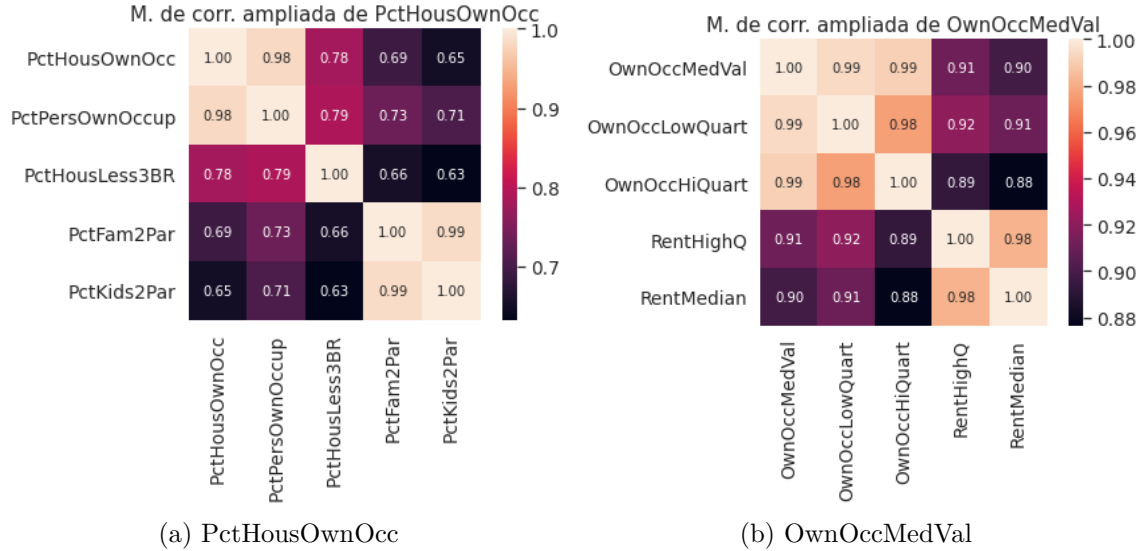 M. de corr. ampliada de PctHousOwnOcc
PctHousOwnOcc 1.00 0.98 0.78 0.69 0.65
PctPersOwnOccup 0.98 1.00 0.79 0.73 0.71
PctHousLess3BR 0.78 0.79 1.00 0.66 0.63
PctFam2Par 0.69 0.73 0.66 1.00 0.99
PctKids2Par 0.65 0.71 0.63 0.99 1.00
1.0
0.9
0.8
0.7
PctHousOwnOcc
PctPersOwnOccup
PctHousLess3BR
PctFam2Par
PctKids2Par
(a) PctHousOwnOcc
M. de corr. ampliada de OwnOccMedVal
OwnOccMedVal 1.00 0.99 0.99 0.91 0.90
OwnOccLowQuart 0.99 1.00 0.98 0.92 0.91
OwnOccHiQuart 0.99 0.98 1.00 0.89 0.88
RentHighQ 0.91 0.92 0.89 1.00 0.98
RentMedian 0.90 0.91 0.88 0.98 1.00
1.00
0.98
0.96
0.94
0.92
0.90
0.88
OwnOccMedVal
OwnOccLowQuart
OwnOccHiQuart
RentHighQ
RentMedian
(b) OwnOccMedVal